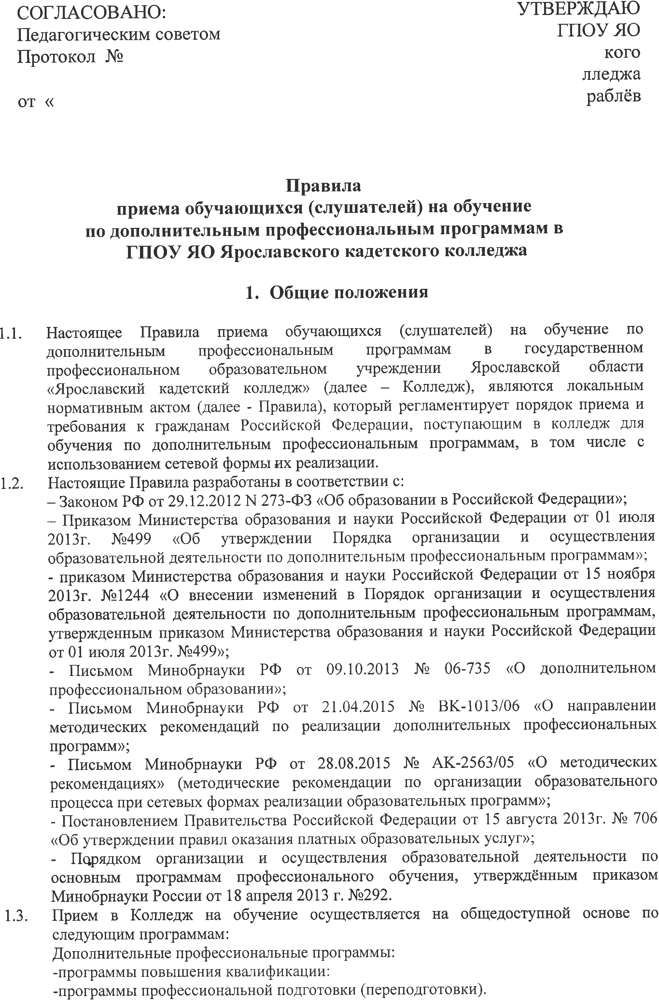 СОГЛАСОВАНО:
Педагогическим советом
Протокол №
от «
УТВЕРЖДАЮ
ГПОУ ЯО
кого
лледжа
раблёв
Правила
приема обучающихся (слушателей) на обучение
по дополнительным профессиональным программам в
ГПОУ ЯО Ярославского кадетского колледжа
1. Общие положения
1.1. Настоящее Правила приема обучающихся (слушателей) на обучение по
дополнительным профессиональным программам в государственном
профессиональном образовательном учреждении Ярославской области
«Ярославский кадетский колледж» (далее – Колледж), являются локальным
нормативным актом (далее - Правила), который регламентирует порядок приема и
требования к гражданам Российской Федерации, поступающим в колледж для
обучения по дополнительным профессиональным программам, в том числе с
использованием сетевой формы их реализации.
1.2. Настоящие Правила разработаны в соответствии с:
– Законом РФ от 29.12.2012 N 273-ФЗ «Об образовании в Российской Федерации»;
– Приказом Министерства образования и науки Российской Федерации от 01 июля
2013г. №499 «Об утверждении Порядка организации и осуществления
образовательной деятельности по дополнительным профессиональным программам»;
- приказом Министерства образования и науки Российской Федерации от 15 ноября
2013г. №1244 «О внесении изменений в Порядок организации и осуществления
образовательной деятельности по дополнительным профессиональным программам,
утвержденным приказом Министерства образования и науки Российской Федерации
от 01 июля 2013г. №499»;
- Письмом Минобрнауки РФ от 09.10.2013 № 06-735 «О дополнительном
профессиональном образовании»;
- Письмом Минобрнауки РФ от 21.04.2015 № ВК-1013/06 «О направлении
методических рекомендаций по реализации дополнительных профессиональных
программ»;
- Письмом Минобрнауки РФ от 28.08.2015 № АК-2563/05 «О методических
рекомендациях» (методические рекомендации по организации образовательного
процесса при сетевых формах реализации образовательных программ»;
- Постановлением Правительства Российской Федерации от 15 августа 2013г. № 706
«Об утверждении правил оказания платных образовательных услуг»;
- Порядком организации и осуществления образовательной деятельности по
основным программам профессионального обучения, утверждённым приказом
Минобрнауки России от 18 апреля 2013 г. №292.
1.3. Прием в Колледж на обучение осуществляется на общедоступной основе по
следующим программам:
Дополнительные профессиональные программы:
-программы повышения квалификации:
-программы профессиональной подготовки (переподготовки).